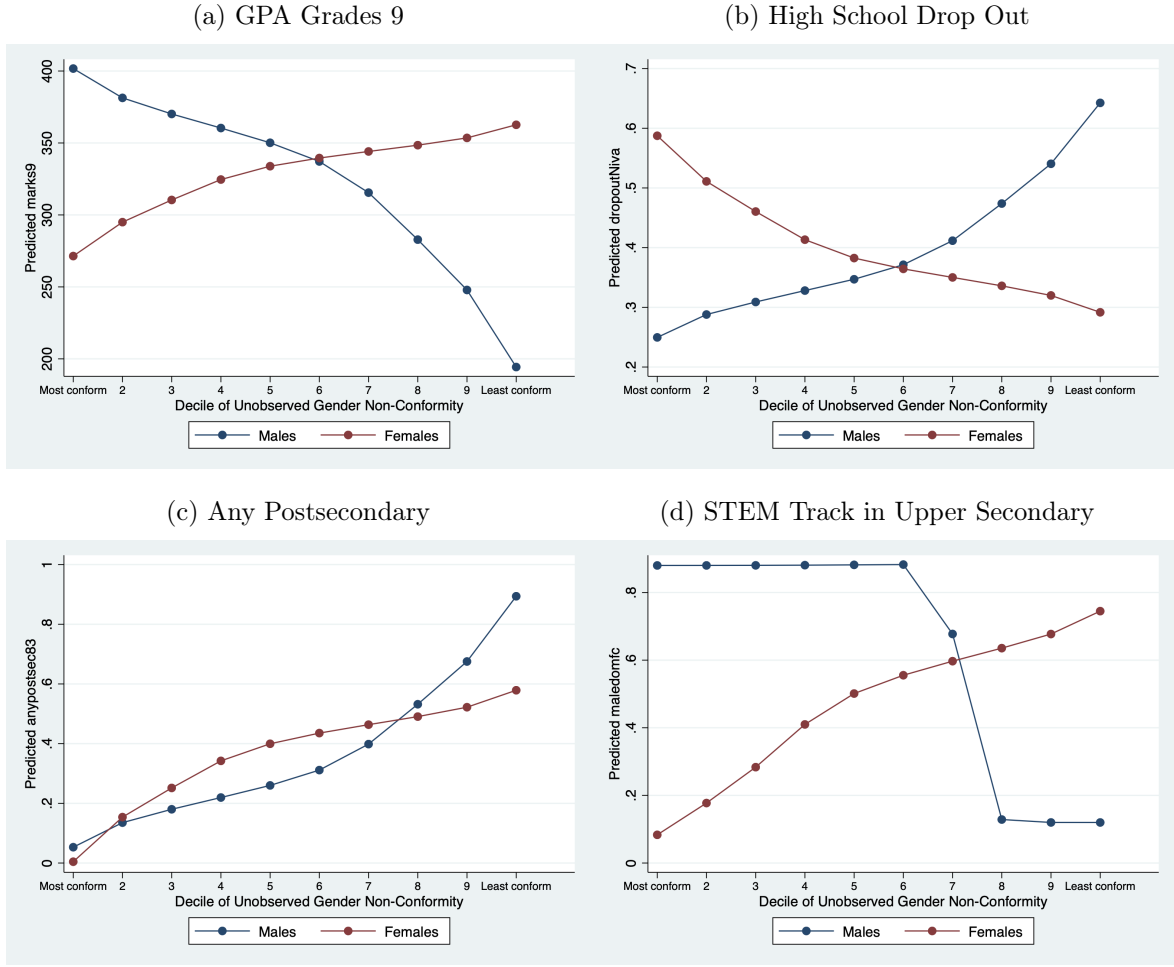 (a) GPA Grades 9
Predicted marks9
400
350
300
250
200
Most conform 2 3 4 5 6 7 8 9 Least conform
Decile of Unobserved Gender Non-Conformity
Males Females
(b) High School Drop Out
Predicted dropoutNiva
.7
.6
.5
.4
.3
.2
Most conform 2 3 4 5 6 7 8 9 Least conform
Decile of Unobserved Gender Non-Conformity
Males Females
(c) Any Postsecondary
Predicted anypostsec83
1
.8
.6
.4
.2
0
Most conform 2 3 4 5 6 7 8 9 Least conform
Decile of Unobserved Gender Non-Conformity
Males Females
(d) STEM Track in Upper Secondary
Predicted maledomfc
.8
.6
.4
.2
0
Most conform 2 3 4 5 6 7 8 9 Least conform
Decile of Unobserved Gender Non-Conformity
Males Females